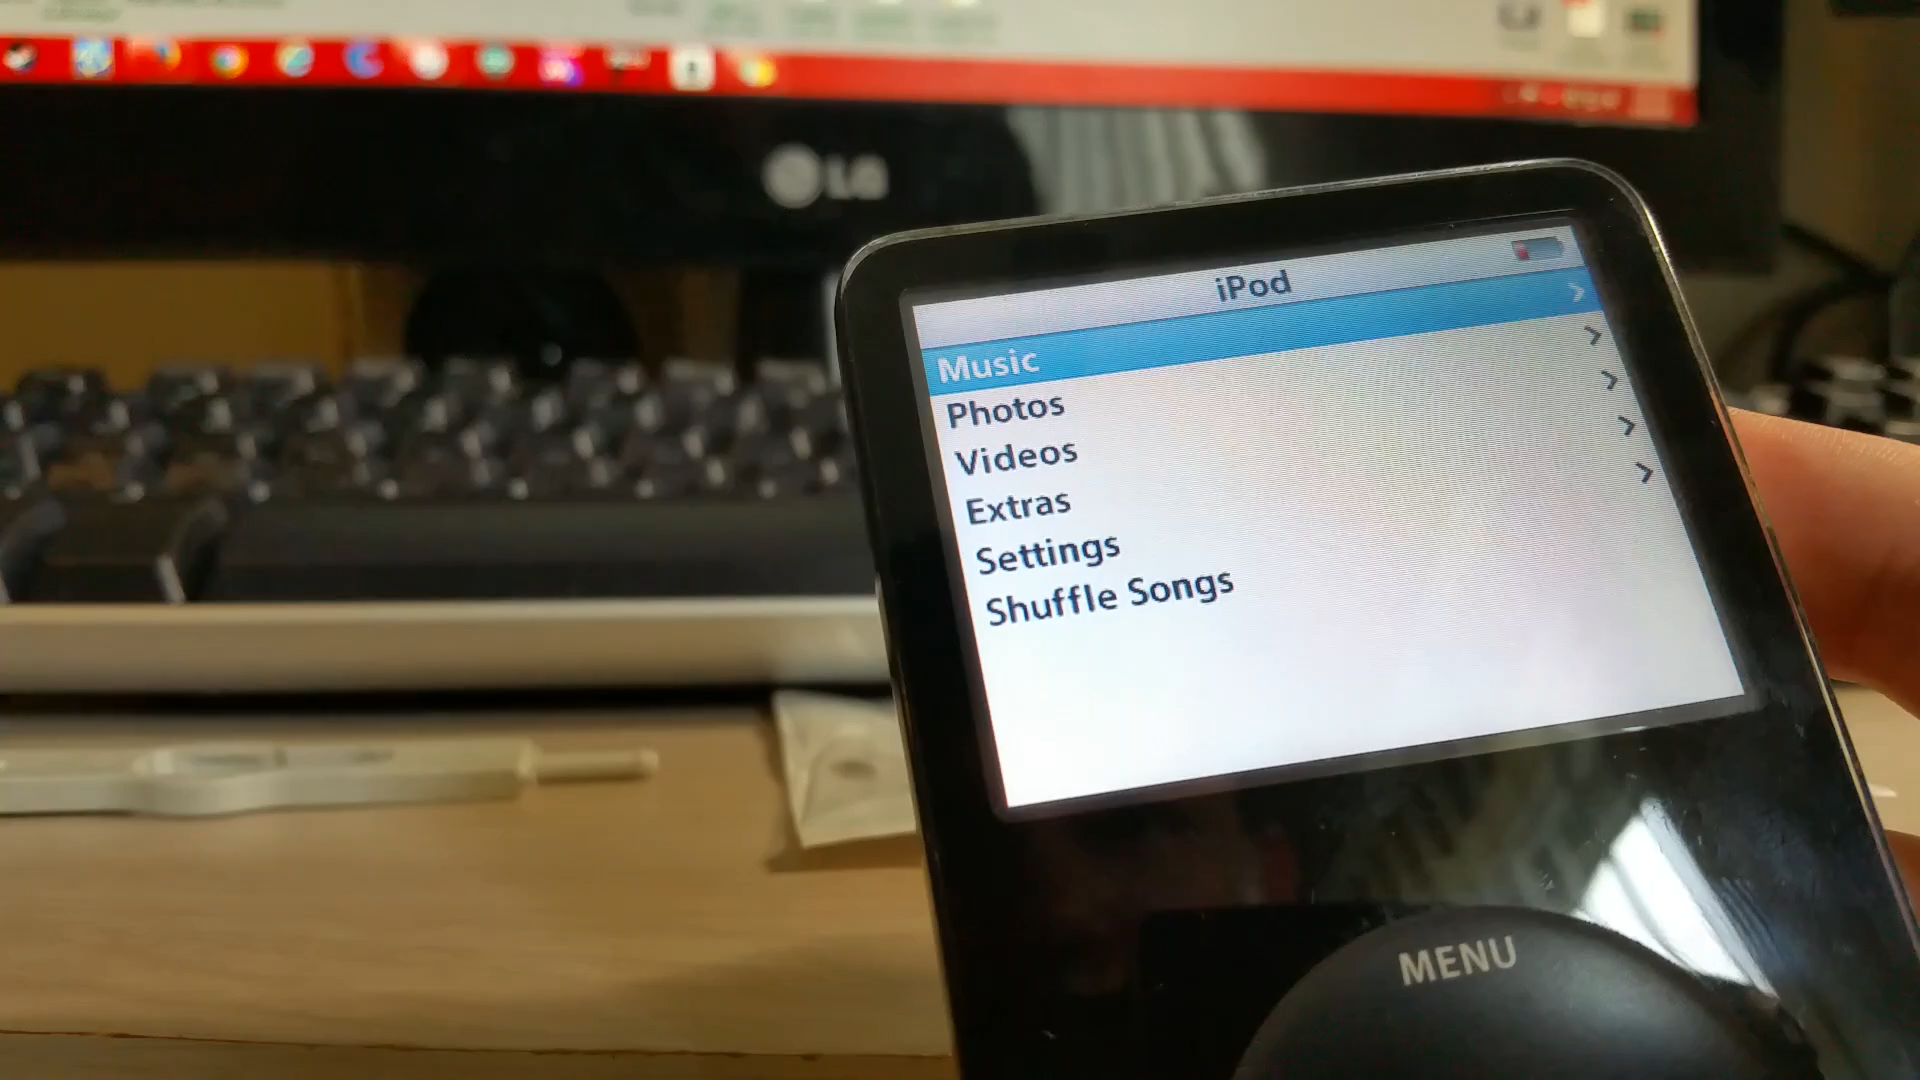 LG
iPod
Music
Photos
Videos
Extras
Settings
Shuffle Songs
MENU